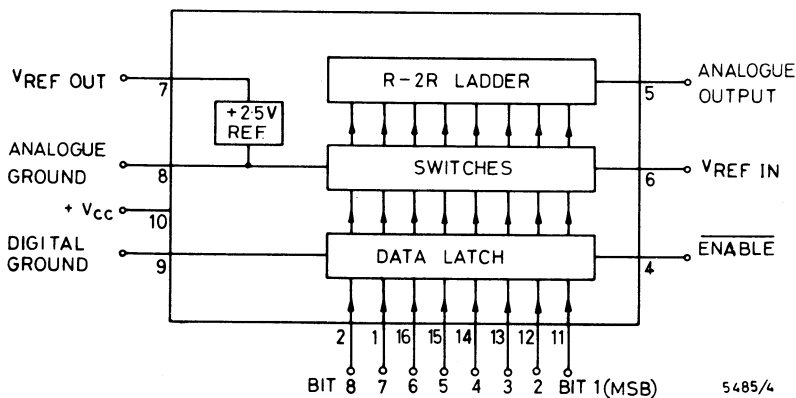 VREF OUT
7
+2·5V
REF.
R-2R LADDER
5
ANALOGUE
OUTPUT
ANALOGUE
GROUND
8
SWITCHES
6
VREF IN
+ VCC
10
DIGITAL
GROUND
9
DATA LATCH
4
ENABLE
2 1 16 15 14 13 12 11
BIT 8 7 6 5 4 3 2 BIT 1(MSB)
5485/4